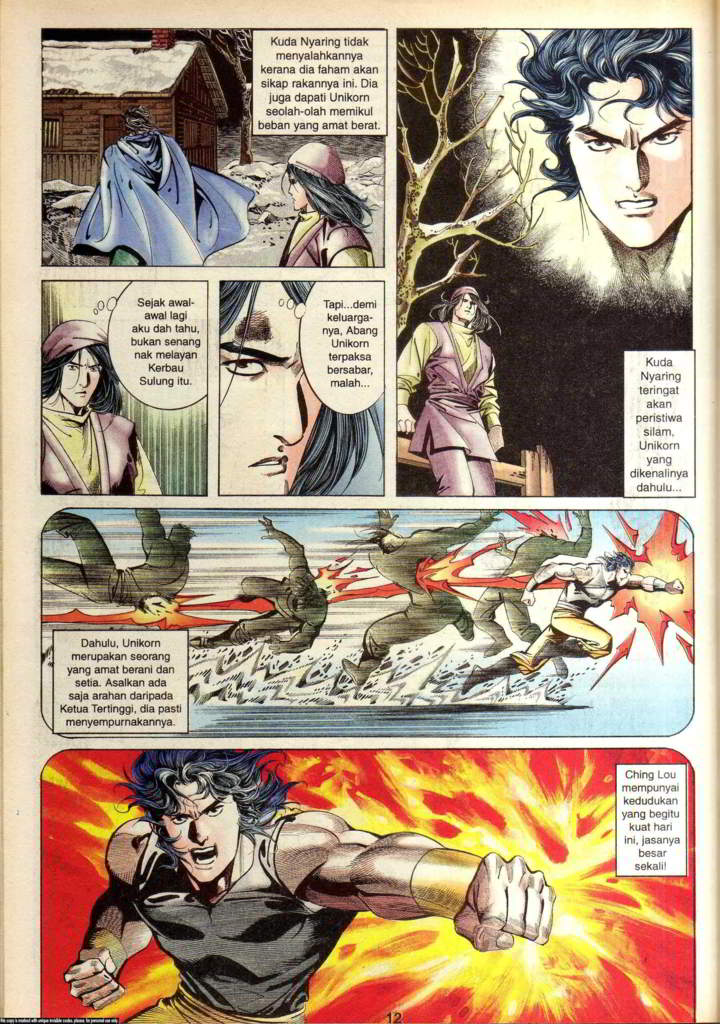 Kuda Nyaring tidak
menyalahkannya
kerana dia faham akan
sikap rakannya ini. Dia
juga dapati Unikorn
seolah-olah memikul
beban yang amat berat.
Sejak awal-
awal lagi
aku dah tahu,
bukan senang
nak melayan
Kerbau
Sulung itu.
Tapi...demi
keluarga-
nya, Abang
Unikorn
terpaksa
bersabar,
malah...
Kuda
Nyaring
teringat
akan
peristiwa
silam,
Unikorn
yang
dikenalinya
dahulu...
Dahulu, Unikorn
merupakan seorang
yang amat berani dan
setia. Asalkan ada
saja arahan daripada
Ketua Tertinggi, dia pasti
menyempurnakannya.
Ching Lou
mempunyai
kedudukan
yang begitu
kuat hari
ini, jasanya
besar
sekali!
12